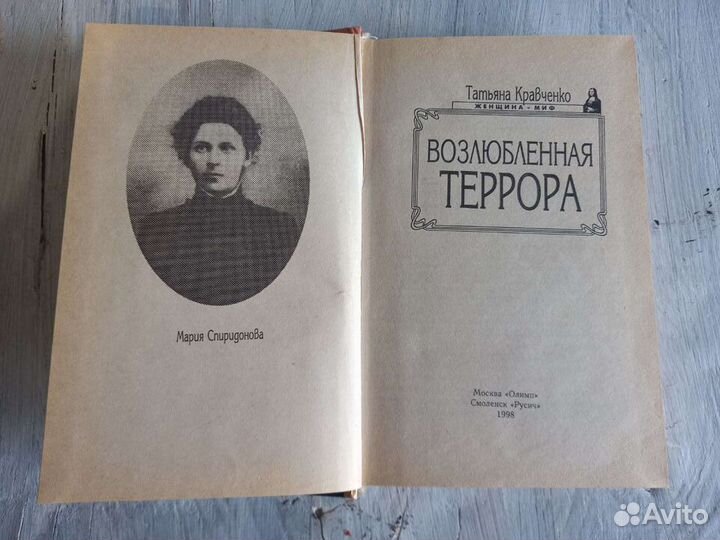 Мария Спиридонова
Татьяна Кравченко
ЖЕНЩИНА - МИФ
ВОЗЛЮБЛЕННАЯ
ТЕРРОРА
Москва «Олимп»
Смоленск «Русич»
1998
Avito